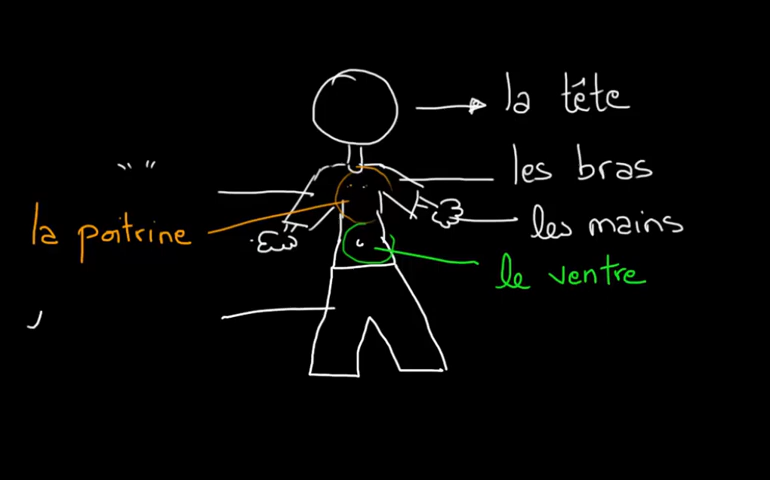 la tête
les bras
" "
la poitrine
les mains
le ventre